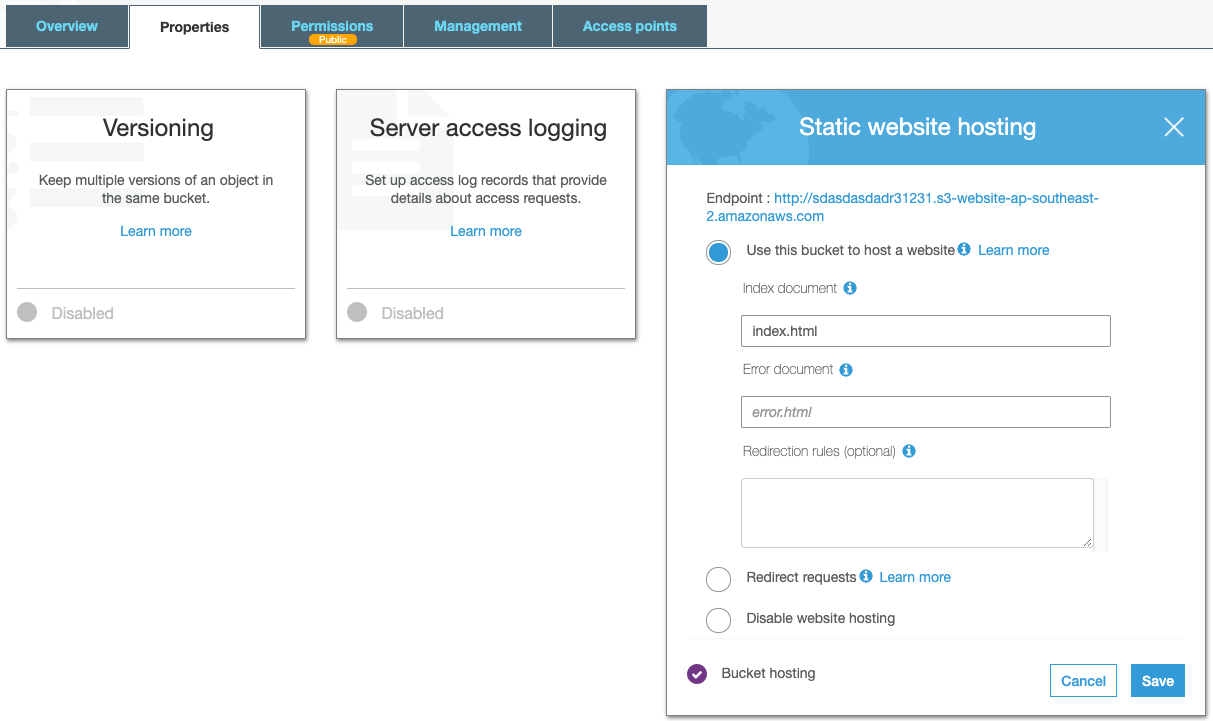 Overview
Properties
Permissions
Public
Management
Access points
Versioning
Keep multiple versions of an object in
the same bucket.
Learn more
Disabled
Server access logging
Set up access log records that provide
details about access requests.
Learn more
Disabled
Static website hosting
Endpoint : http://sdasdasdadr31231.s3-website-ap-southeast-
2.amazonaws.com
Use this bucket to host a website Learn more
Index document
index.html
Error document
error.html
Redirection rules (optional)
Redirect requests Learn more
Disable website hosting
Bucket hosting
Cancel
Save